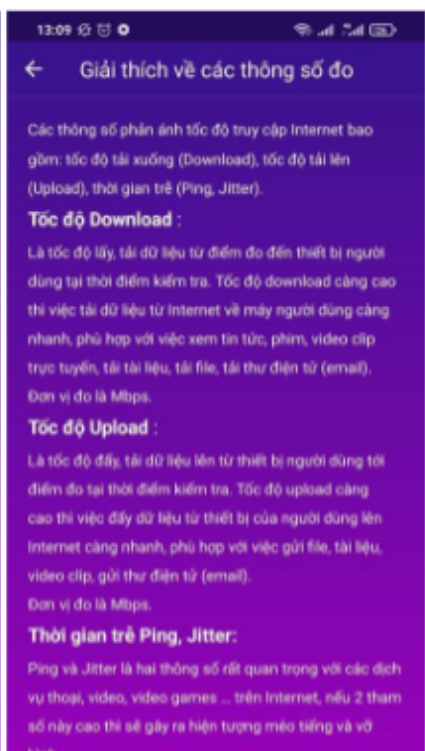 13:09
Giải thích về các thông số đo
Các thông số phản ánh tốc độ truy cập Internet bao
gồm: tốc độ tải xuống (Download), tốc độ tải lên
(Upload), thời gian trễ (Ping, Jitter).
Tốc độ Download :
Là tốc độ lấy, tải dữ liệu từ điểm đo đến thiết bị người
dùng tại thời điểm kiểm tra. Tốc độ download càng cao
thì việc tải dữ liệu từ Internet về máy người dùng càng
nhanh, phù hợp với việc xem tin tức, phim, video clip
trực tuyến, tải tài liệu, tải file, tải thư điện tử (email).
Đơn vị đo là Mbps.
Tốc độ Upload :
Là tốc độ đẩy, tải dữ liệu lên từ thiết bị người dùng tới
điểm đo tại thời điểm kiểm tra. Tốc độ upload càng
cao thì việc đẩy dữ liệu từ thiết bị của người dùng lên
Internet càng nhanh, phù hợp với việc gửi file, tài liệu,
video clip, gửi thư điện tử (email).
Đơn vị đo là Mbps.
Thời gian trễ Ping, Jitter:
Ping và Jitter là hai thông số rất quan trọng với các dịch
vụ thoại, video, video games ... trên Internet, nếu 2 tham
số này cao thì sẽ gây ra hiện tượng méo tiếng và vỡ